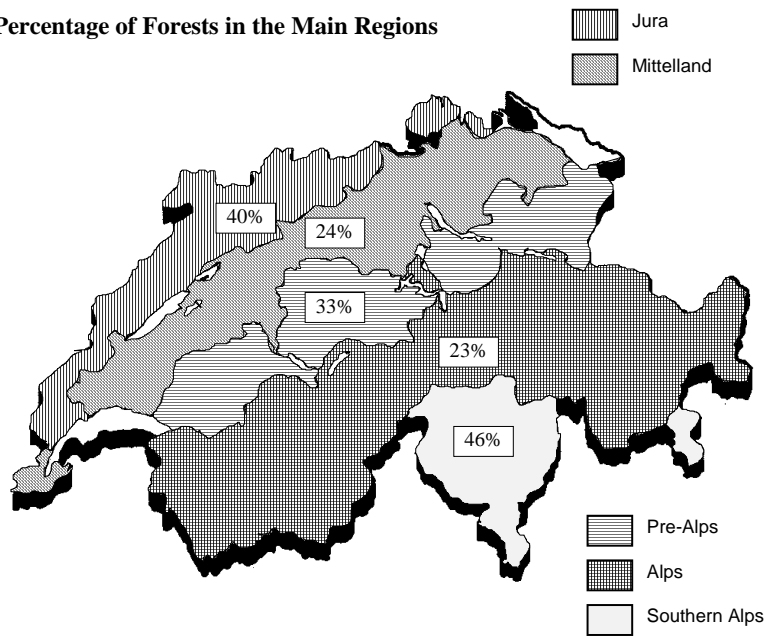 Percentage of Forests in the Main Regions
Jura
Mittelland
40%
24%
33%
23%
46%
Pre-Alps
Alps
Southern Alps